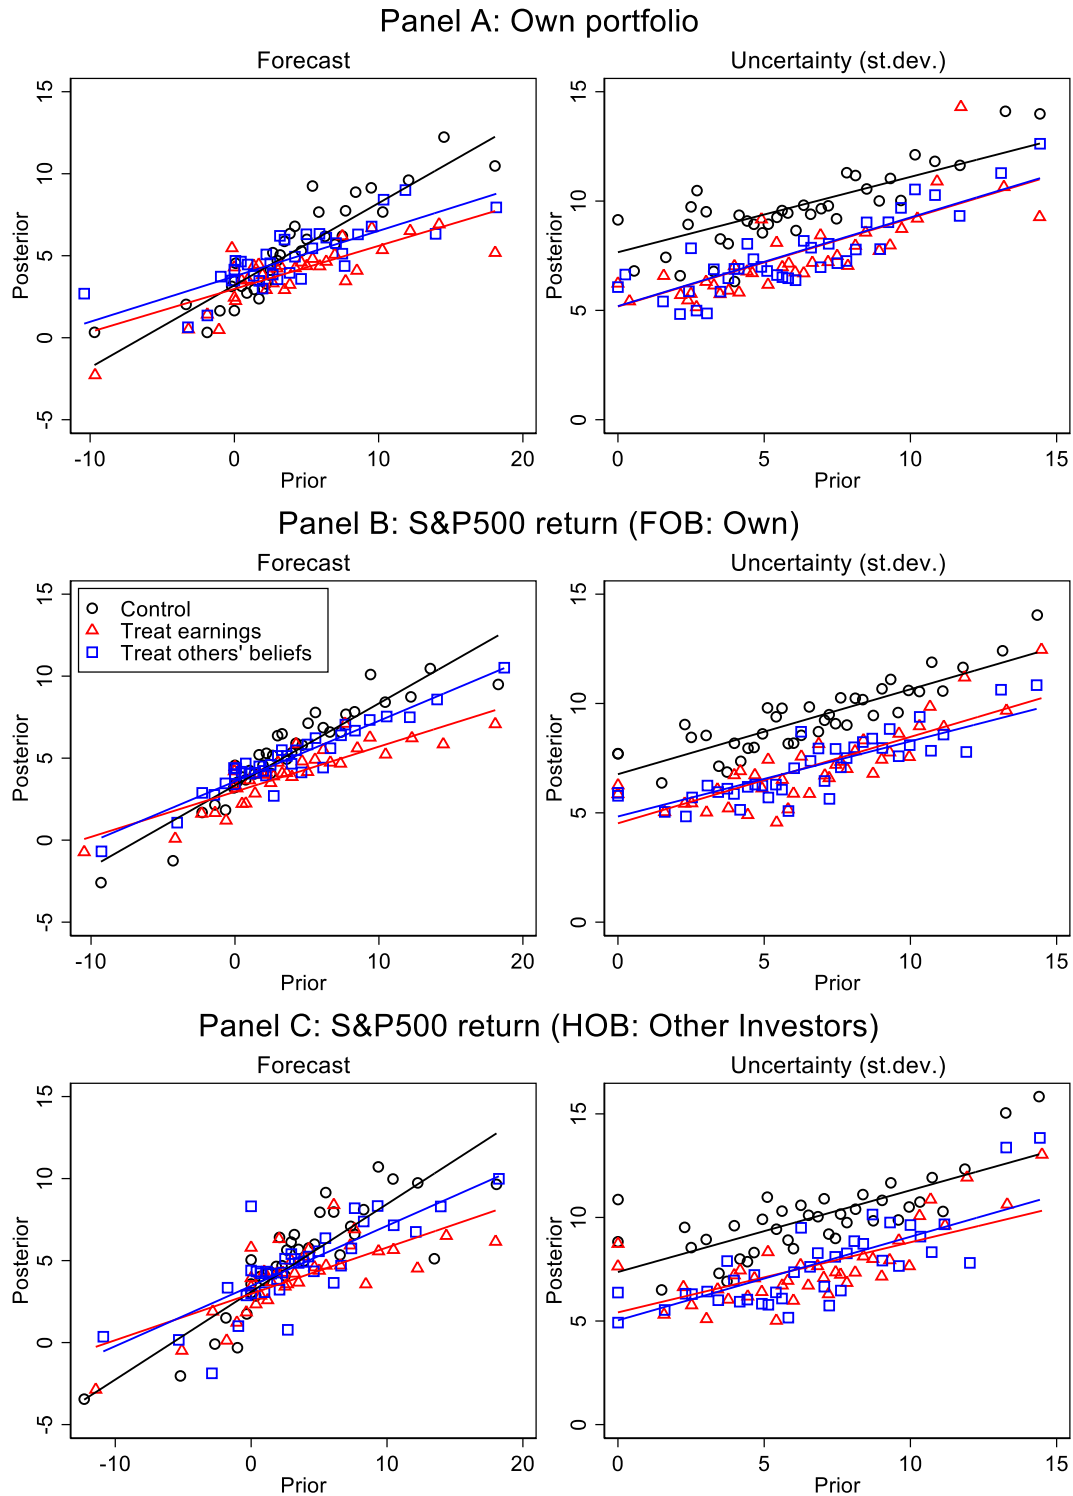 Panel A: Own portfolio
Forecast
Uncertainty (st.dev.)
Posterior
15
10
5
0
-5
-10 0 10 20
Prior
Posterior
15
10
5
0
0 5 10 15
Prior
Panel B: S&P500 return (FOB: Own)
Forecast
Uncertainty (st.dev.)
Control
Treat earnings
Treat others' beliefs
Posterior
15
10
5
0
-5
-10 0 10 20
Prior
Posterior
15
10
5
0
0 5 10 15
Prior
Panel C: S&P500 return (HOB: Other Investors)
Forecast
Uncertainty (st.dev.)
Posterior
15
10
5
0
-5
-10 0 10 20
Prior
Posterior
15
10
5
0
0 5 10 15
Prior